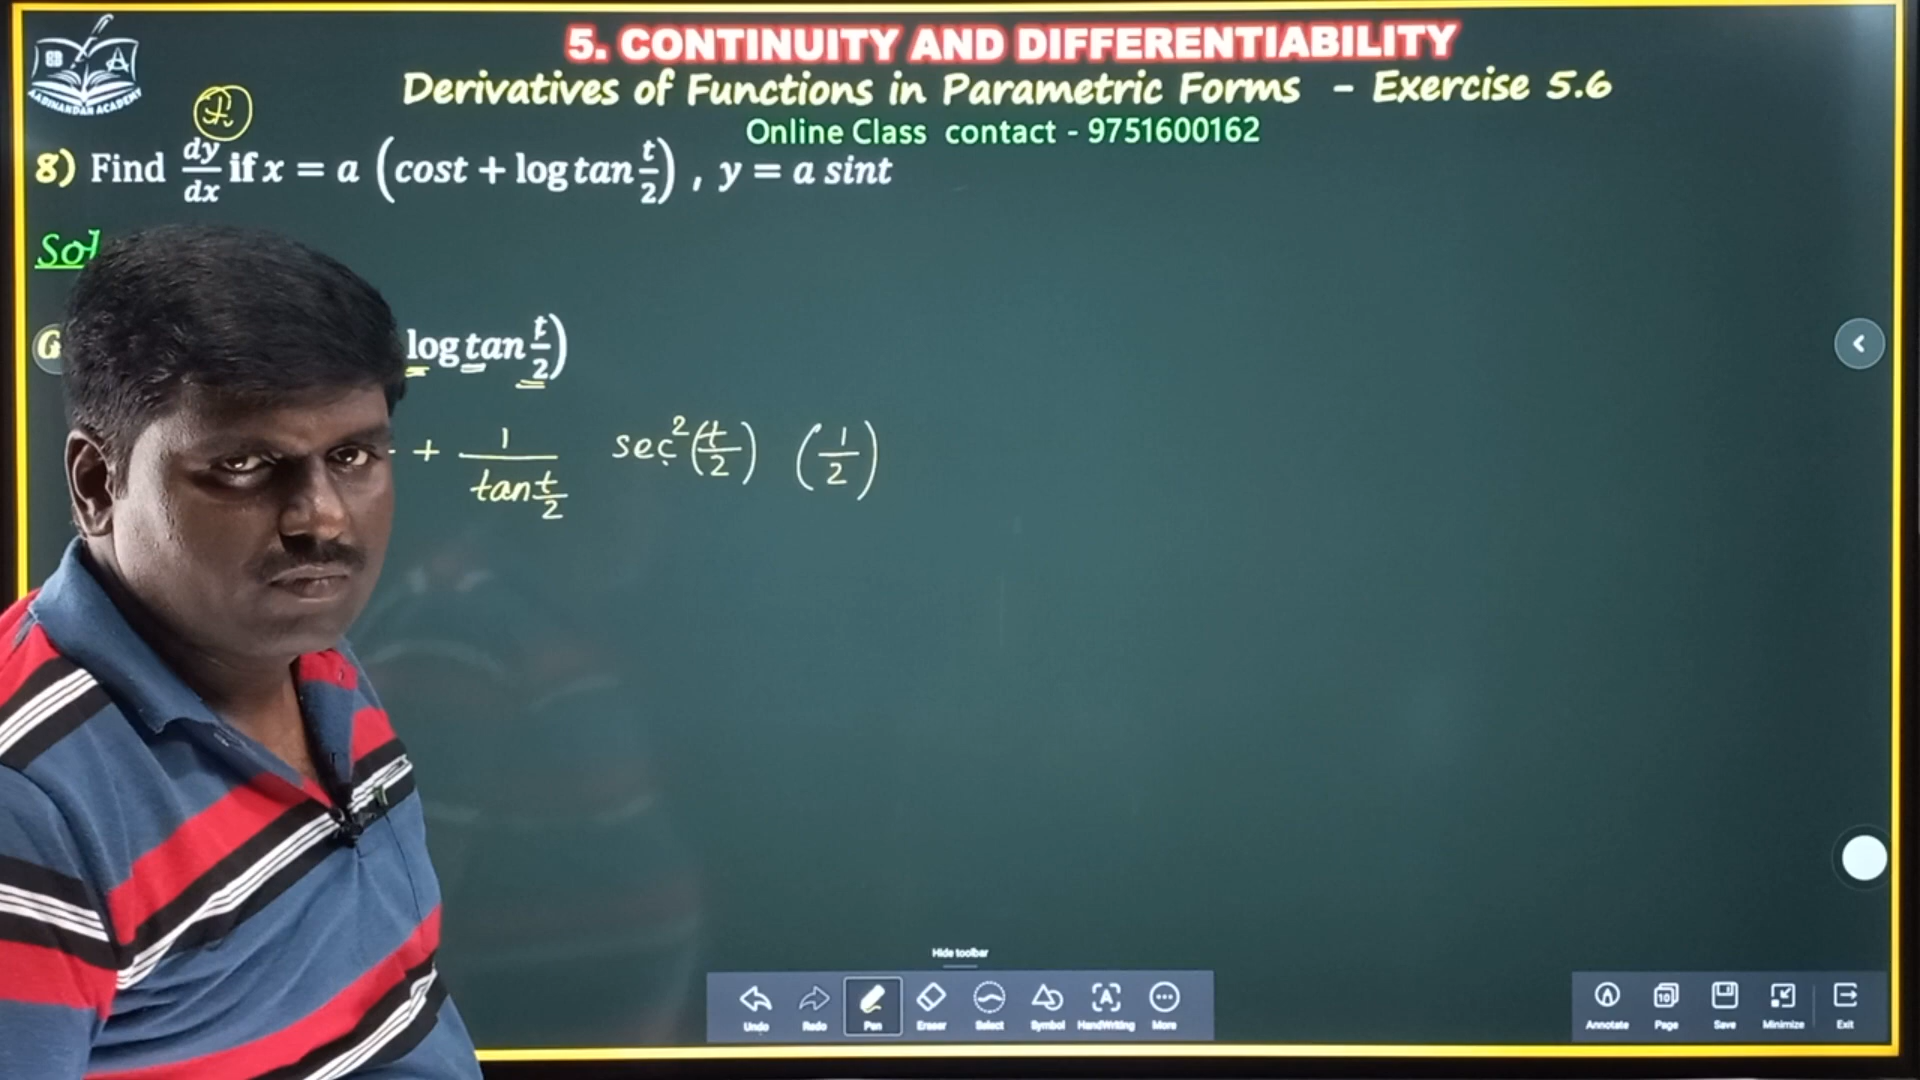 5. CONTINUITY AND DIFFERENTIABILITY
Derivatives of Functions in Parametric Forms – Exercise 5.6
Online Class contact - 9751600162
AADINANDAN ACADEMY
8) Find dy/dx if x = a (cost + log tan t/2) , y = a sint
Sol
G log tan t/2)
+ 1/tan t/2 sec²(t/2) (1/2)
Hide toolbar
Undo Redo Pen Eraser Select Symbol HandWriting More
Annotate Page Save Minimize Exit